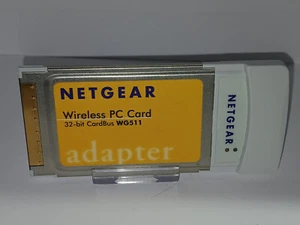 NETGEAR
Wireless PC Card
32-bit CardBus WG511
adapter
NETGEAR